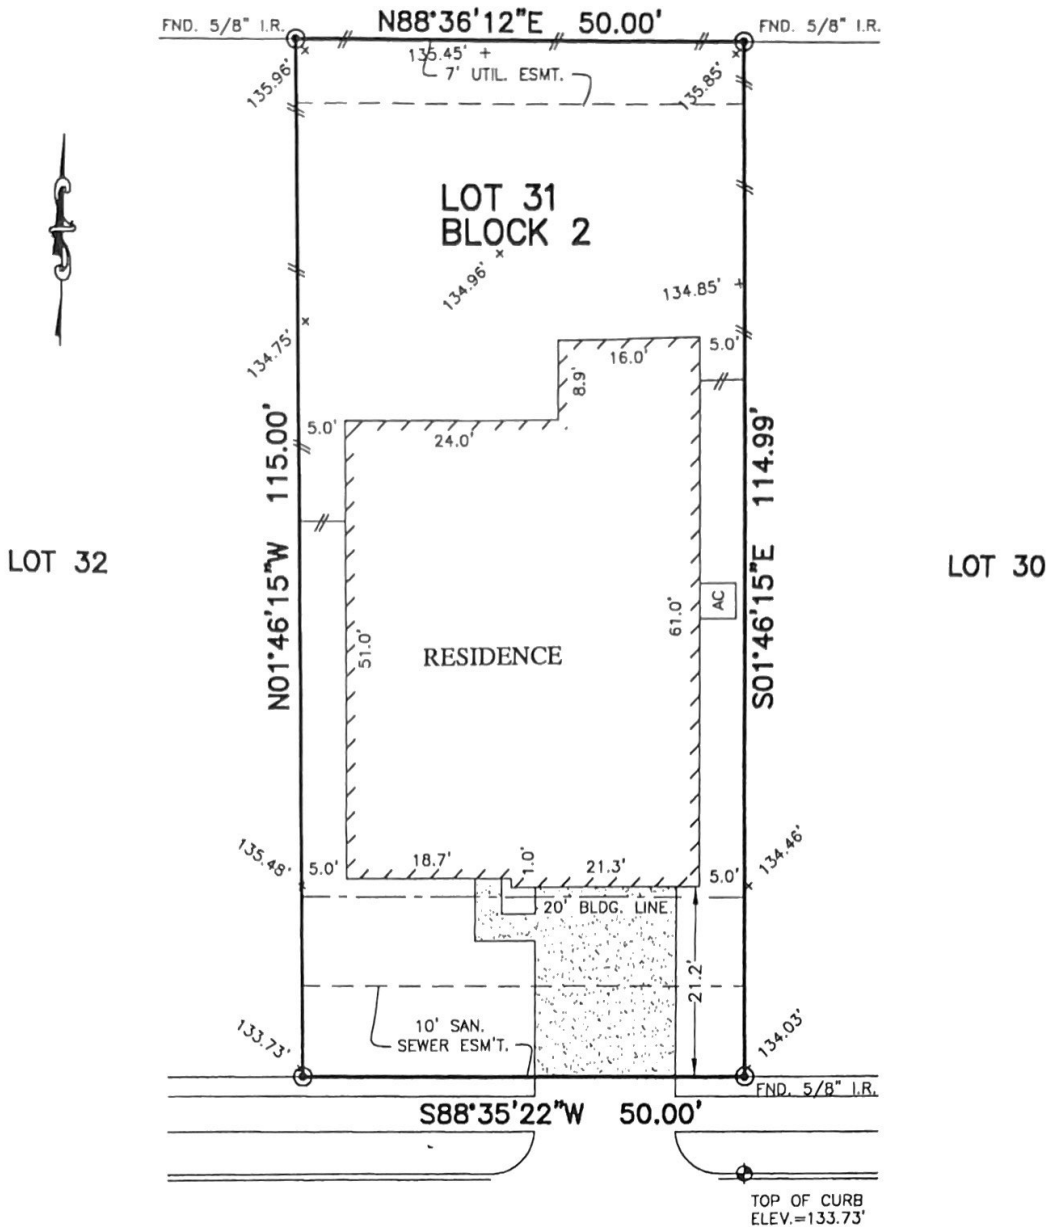 N88°36'12"E 50.00'
FND. 5/8" I.R.
FND. 5/8" I.R.
135.45'
7' UTIL. ESMT.
135.96'
135.85'
LOT 31
BLOCK 2
134.96'
134.85'
134.75'
16.0'
5.0'
8.9'
5.0'
24.0'
N01°46'15"W 115.00'
S01°46'15"E 114.99'
LOT 32
LOT 30
AC
51.0'
61.0'
RESIDENCE
135.48'
134.46'
5.0'
18.7'
1.0'
21.3'
5.0'
20' BLDG. LINE
21.2'
10' SAN.
SEWER ESM'T.
133.73'
134.03'
FND. 5/8" I.R.
S88°35'22"W 50.00'
TOP OF CURB
ELEV.=133.73'